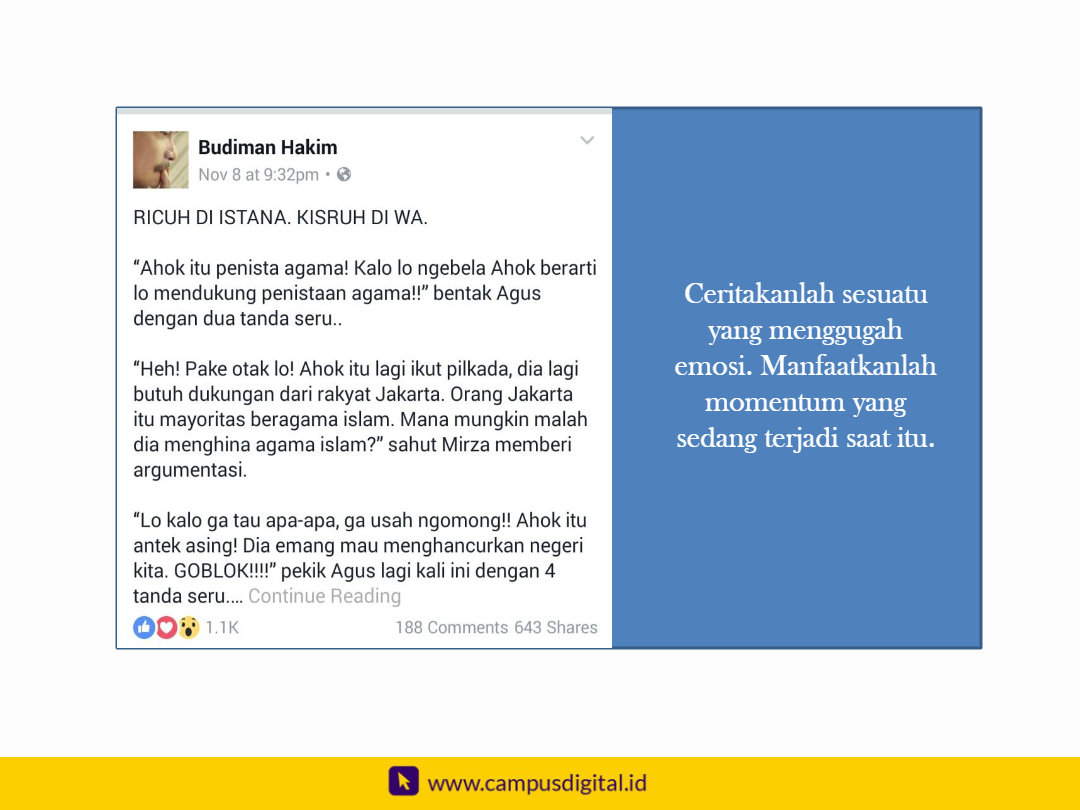 Budiman Hakim
Nov 8 at 9:32pm •
RICUH DI ISTANA. KISRUH DI WA.
“Ahok itu penista agama! Kalo lo ngebela Ahok berarti
lo mendukung penistaan agama!!” bentak Agus
dengan dua tanda seru..
“Heh! Pake otak lo! Ahok itu lagi ikut pilkada, dia lagi
butuh dukungan dari rakyat Jakarta. Orang Jakarta
itu mayoritas beragama islam. Mana mungkin malah
dia menghina agama islam?” sahut Mirza memberi
argumentasi.
“Lo kalo ga tau apa-apa, ga usah ngomong!! Ahok itu
antek asing! Dia emang mau menghancurkan negeri
kita. GOBLOK!!!!” pekik Agus lagi kali ini dengan 4
tanda seru.... Continue Reading
1.1K 188 Comments 643 Shares
Ceritakanlah sesuatu
yang menggugah
emosi. Manfaatkanlah
momentum yang
sedang terjadi saat itu.
www.campusdigital.id